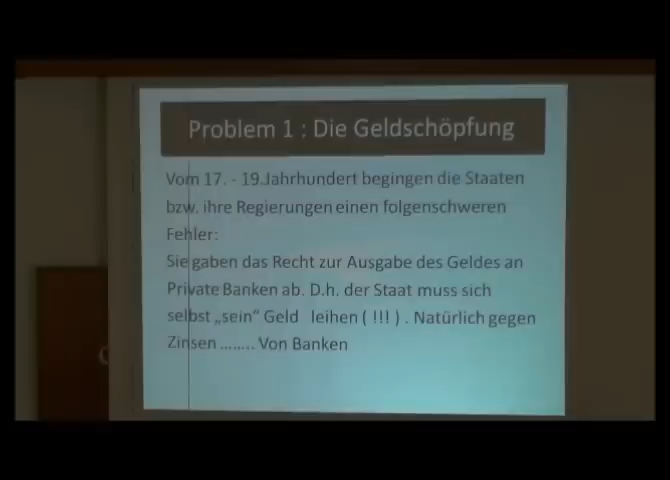 Problem 1 : Die Geldschöpfung
Vom 17. - 19.Jahrhundert begingen die Staaten
bzw. ihre Regierungen einen folgenschweren
Fehler:
Sie gaben das Recht zur Ausgabe des Geldes an
Private Banken ab. D.h. der Staat muss sich
selbst „sein“ Geld leihen ( !!! ) . Natürlich gegen
Zinsen …….. Von Banken